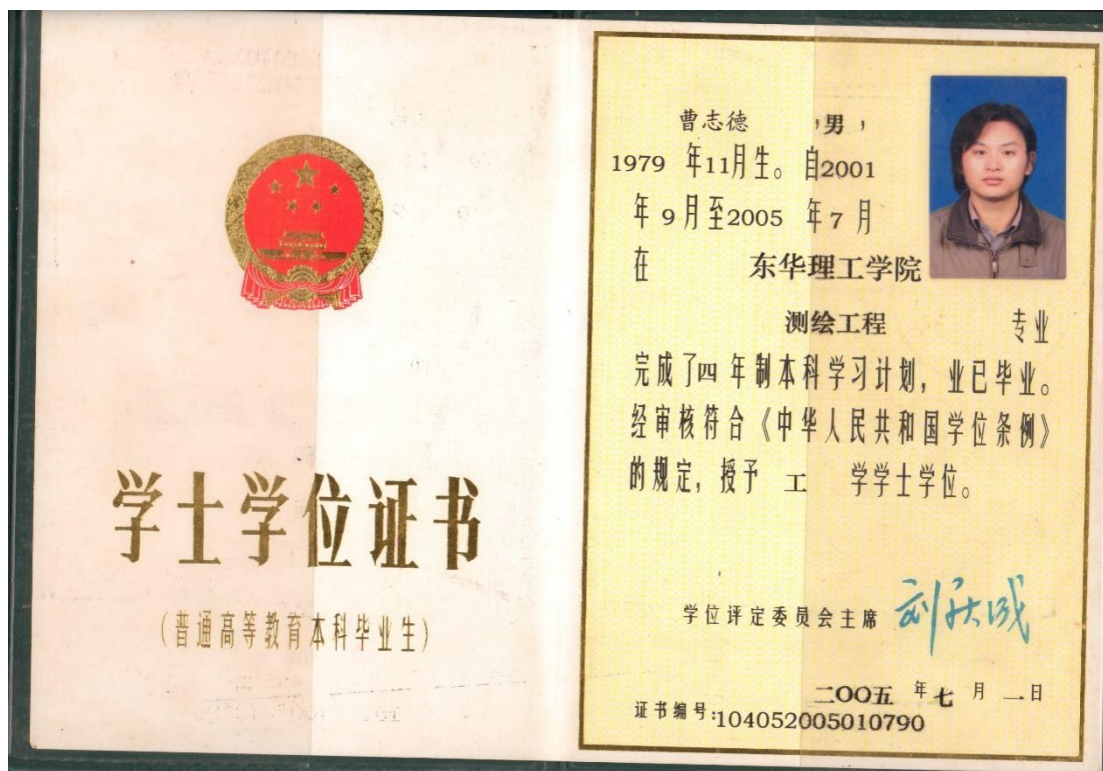 学士学位证书
(普通高等教育本科毕业生)
曹志德 ,男,
1979 年11月生。自2001
年9月至2005 年7月
在 东华理工学院
测绘工程 专业
完成了四年制本科学习计划,业已毕业。
经审核符合《中华人民共和国学位条例》
的规定,授予 工 学学士学位。
学位评定委员会主席 刘庆成
二〇〇五年七月一日
证书编号:104052005010790